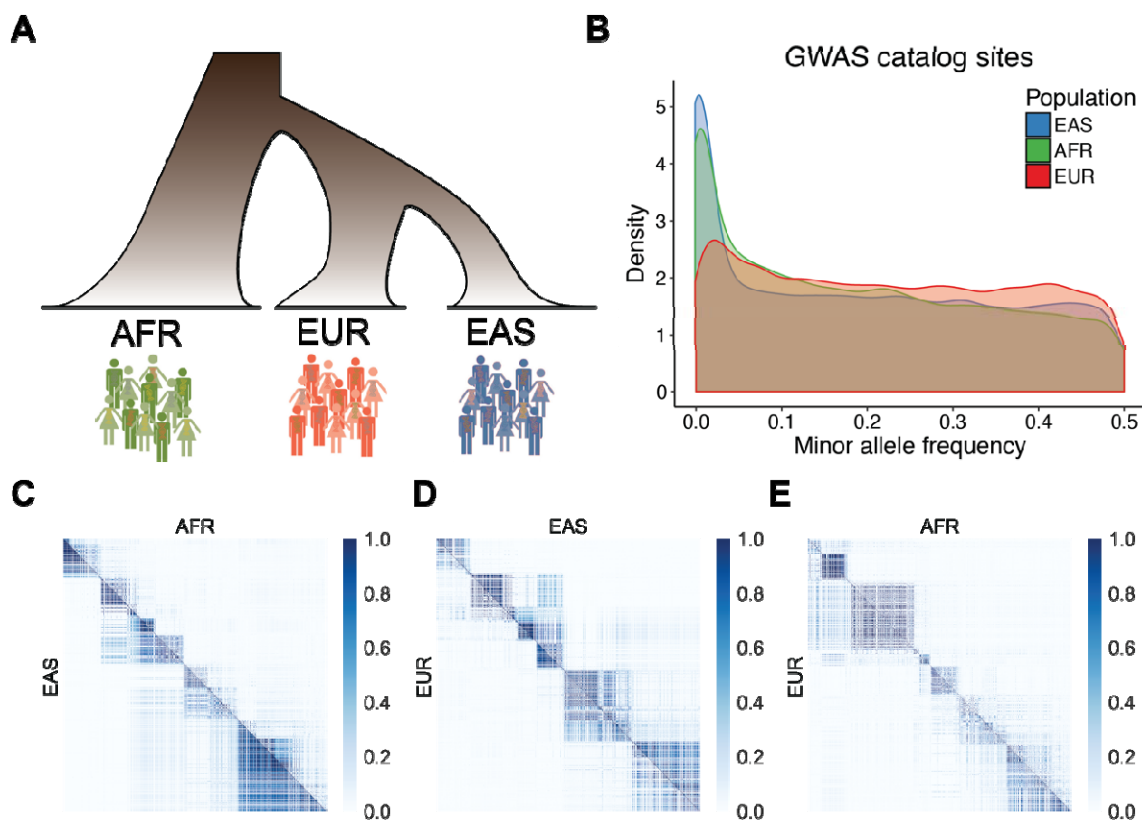 A
AFR
EUR
EAS
B
GWAS catalog sites
Population
EAS
AFR
EUR
Density
5
4
3
2
1
0
0.0 0.1 0.2 0.3 0.4 0.5
Minor allele frequency
C
AFR
EAS
1.0
0.8
0.6
0.4
0.2
0.0
D
EAS
EUR
1.0
0.8
0.6
0.4
0.2
0.0
E
AFR
EUR
1.0
0.8
0.6
0.4
0.2
0.0